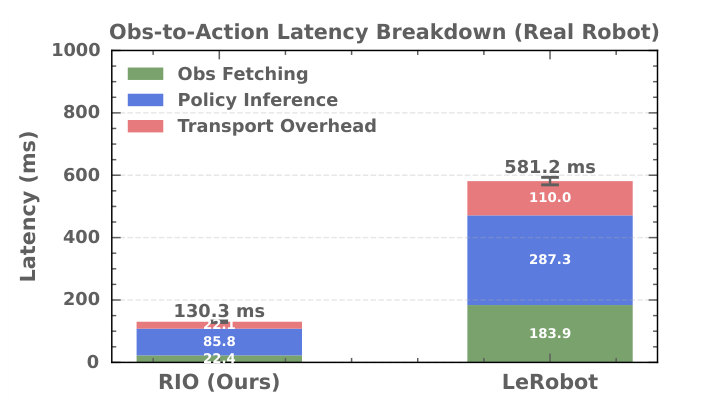 Obs-to-Action Latency Breakdown (Real Robot)
Latency (ms)
1000
800
600
400
200
0
Obs Fetching
Policy Inference
Transport Overhead
130.3 ms
22.1
85.8
22.4
581.2 ms
110.0
287.3
183.9
RIO (Ours)
LeRobot